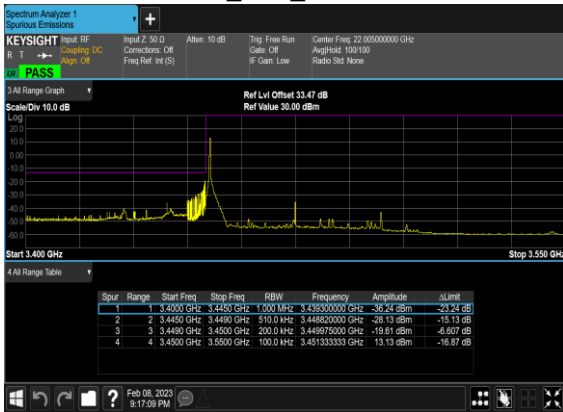 Spectrum Analyzer 1
Spurious Emissions
KEYSIGHT
R T
LNI PASS
Input: RF
Coupling: DC
Align: Off
Input Z: 50 Ω
Corrections: Off
Freq Ref: Int (S)
Atten: 10 dB
Trig: Free Run
Gate: Off
IF Gain: Low
Center Freq: 22.005000000 GHz
Avg|Hold: 100/100
Radio Std: None
3 All Range Graph
Scale/Div 10.0 dB
Ref Lvl Offset 33.47 dB
Ref Value 30.00 dBm
Log
20.0
10.0
0.00
-10.0
-20.0
-30.0
-40.0
-50.0
-60.0
Start 3.400 GHz
Stop 3.550 GHz
4 All Range Table
Spur Range Start Freq Stop Freq RBW Frequency Amplitude ΔLimit
1 1 3.4000 GHz 3.4450 GHz 1.000 MHz 3.439300000 GHz -36.24 dBm -23.24 dB
2 2 3.4450 GHz 3.4490 GHz 510.0 kHz 3.448820000 GHz -28.13 dBm -15.13 dB
3 3 3.4490 GHz 3.4500 GHz 200.0 kHz 3.449975000 GHz -19.61 dBm -6.607 dB
4 4 3.4500 GHz 3.5500 GHz 100.0 kHz 3.451333333 GHz 13.13 dBm -16.87 dB
?
Feb 08, 2023
9:17:09 PM